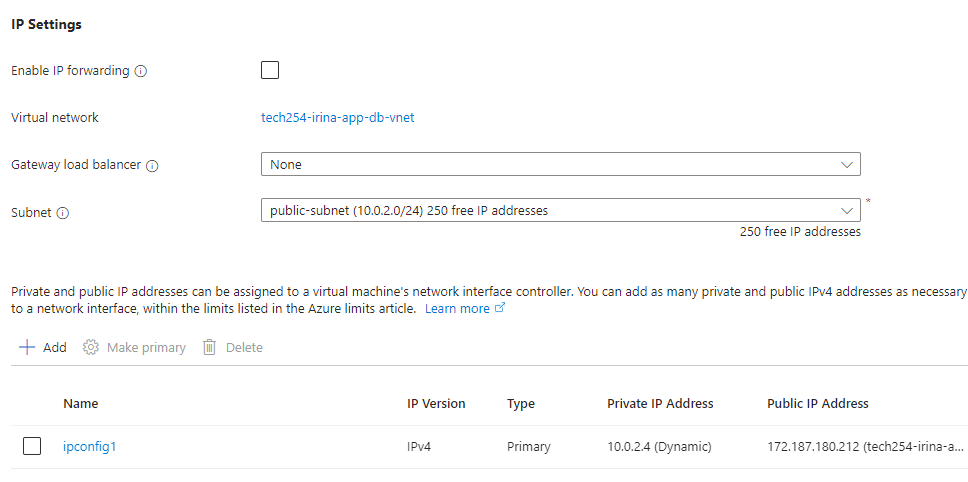 IP Settings
Enable IP forwarding
Virtual network tech254-irina-app-db-vnet
Gateway load balancer None
Subnet public-subnet (10.0.2.0/24) 250 free IP addresses *
250 free IP addresses
Private and public IP addresses can be assigned to a virtual machine's network interface controller. You can add as many private and public IPv4 addresses as necessary
to a network interface, within the limits listed in the Azure limits article. Learn more
Add Make primary Delete
Name IP Version Type Private IP Address Public IP Address
ipconfig1 IPv4 Primary 10.0.2.4 (Dynamic) 172.187.180.212 (tech254-irina-a...